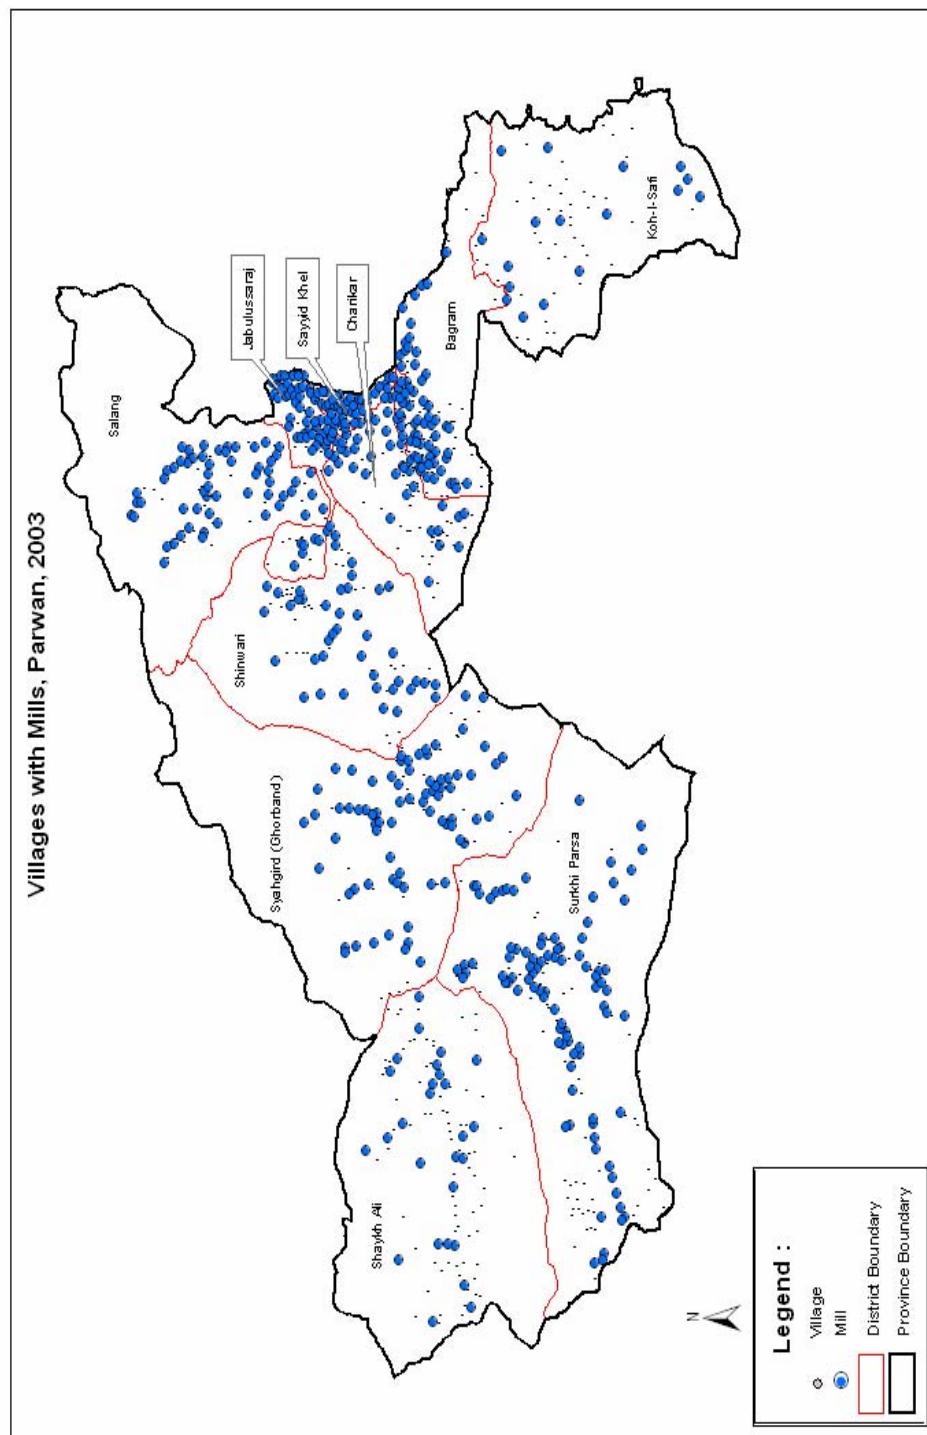 Villages with Mills, Parwan, 2003
Salang
Jabulussaraj
Sayyid Khel
Charikar
Shinwari
Bagram
Koh-I-Safi
Syahgird (Ghorband)
Surkhi Parsa
Shaykh Ali
N
Legend :
Village
Mill
District Boundary
Province Boundary